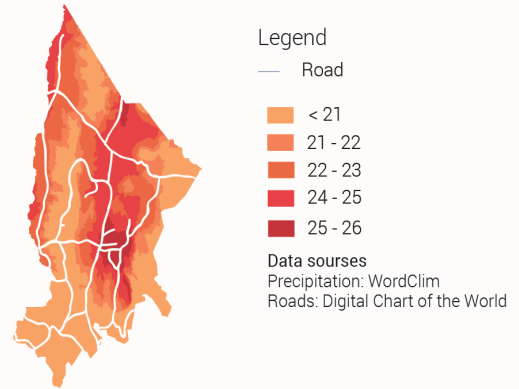 Legend
Road
< 21
21 - 22
22 - 23
24 - 25
25 - 26
Data sourses
Precipitation: WordClim
Roads: Digital Chart of the World